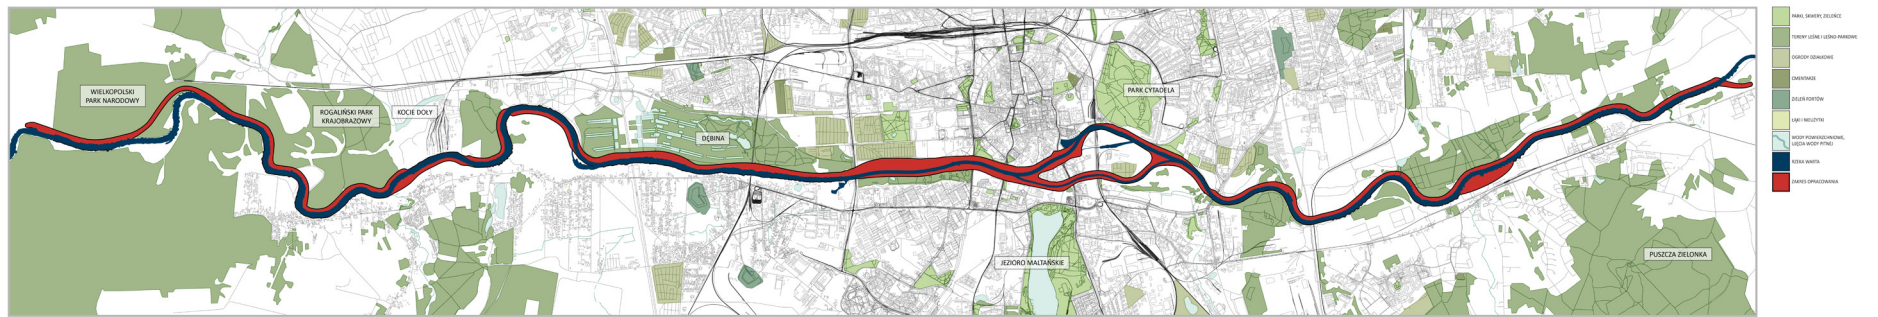 WIELKOPOLSKI
PARK NARODOWY
ROGALIŃSKI PARK
KRAJOBRAZOWY
KOCIE DOŁY
DĘBINA
PARK CYTADELA
JEZIORO MALTAŃSKIE
PUSZCZA ZIELONKA
PARKI, SKWERY, ZIELEŃCE
TERENY LEŚNE I LEŚNO-PARKOWE
OGRODY DZIAŁKOWE
CMENTARZE
ZIELEŃ FORTÓW
ŁĄKI I NIEUŻYTKI
WODY POWIERZCHNIOWE,
UJĘCIA WODY PITNEJ
RZEKA WARTA
ZAKRES OPRACOWANIA